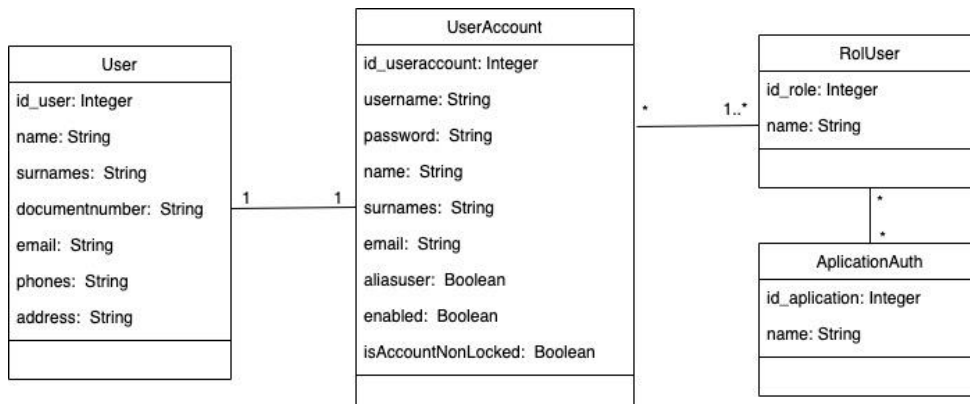 User
id_user: Integer
name: String
surnames: String
documentnumber: String
email: String
phones: String
address: String
1
1
UserAccount
id_useraccount: Integer
username: String
password: String
name: String
surnames: String
email: String
aliasuser: Boolean
enabled: Boolean
isAccountNonLocked: Boolean
*
1..*
RolUser
id_role: Integer
name: String
*
*
AplicationAuth
id_aplication: Integer
name: String